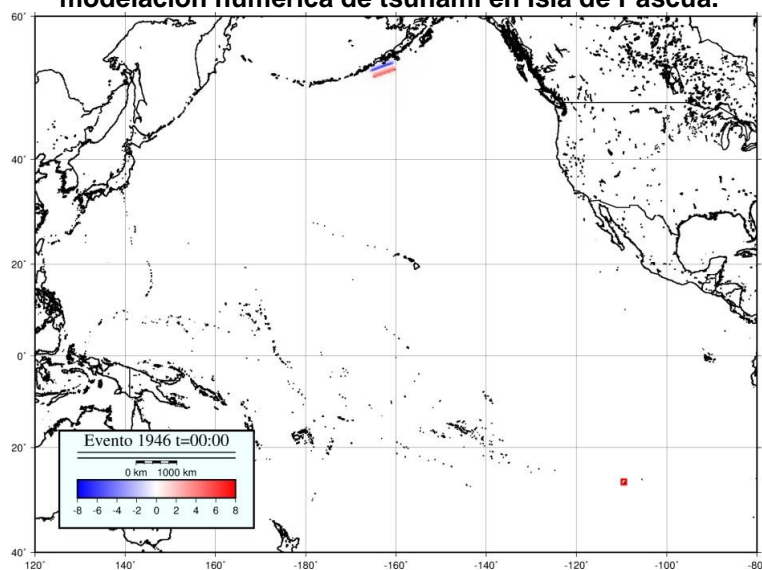 modelación numérica de tsunami en Isla de Pascua.
60˚
40˚
20˚
0˚
20˚
Evento 1946 t=00:00
0 km 1000 km
-8 -6 -4 -2 0 2 4 6 8
40˚
120˚ 140˚ 160˚ -180˚ -160˚ -140˚ -120˚ -100˚ -80